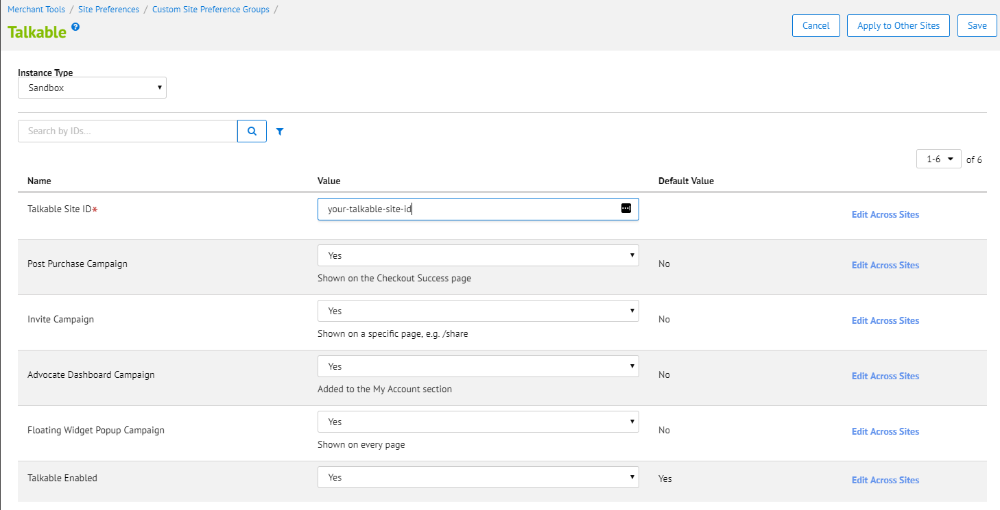 Merchant Tools / Site Preferences / Custom Site Preference Groups /
Talkable ?
Cancel Apply to Other Sites Save
Instance Type
Sandbox
Search by IDs...
1-6 of 6
Name Value Default Value
Talkable Site ID* your-talkable-site-id Edit Across Sites
Post Purchase Campaign Yes No Edit Across Sites
Shown on the Checkout Success page
Invite Campaign Yes No Edit Across Sites
Shown on a specific page, e.g. /share
Advocate Dashboard Campaign Yes No Edit Across Sites
Added to the My Account section
Floating Widget Popup Campaign Yes No Edit Across Sites
Shown on every page
Talkable Enabled Yes Yes Edit Across Sites